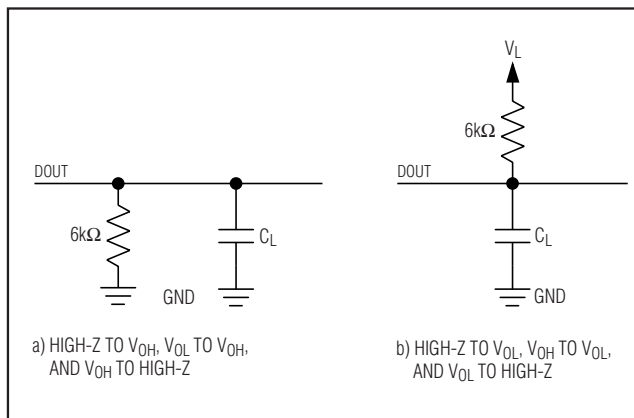 DOUT
6kΩ
C_L
GND
a) HIGH-Z TO V_OH, V_OL TO V_OH,
AND V_OH TO HIGH-Z
V_L
6kΩ
DOUT
C_L
GND
b) HIGH-Z TO V_OL, V_OH TO V_OL,
AND V_OL TO HIGH-Z